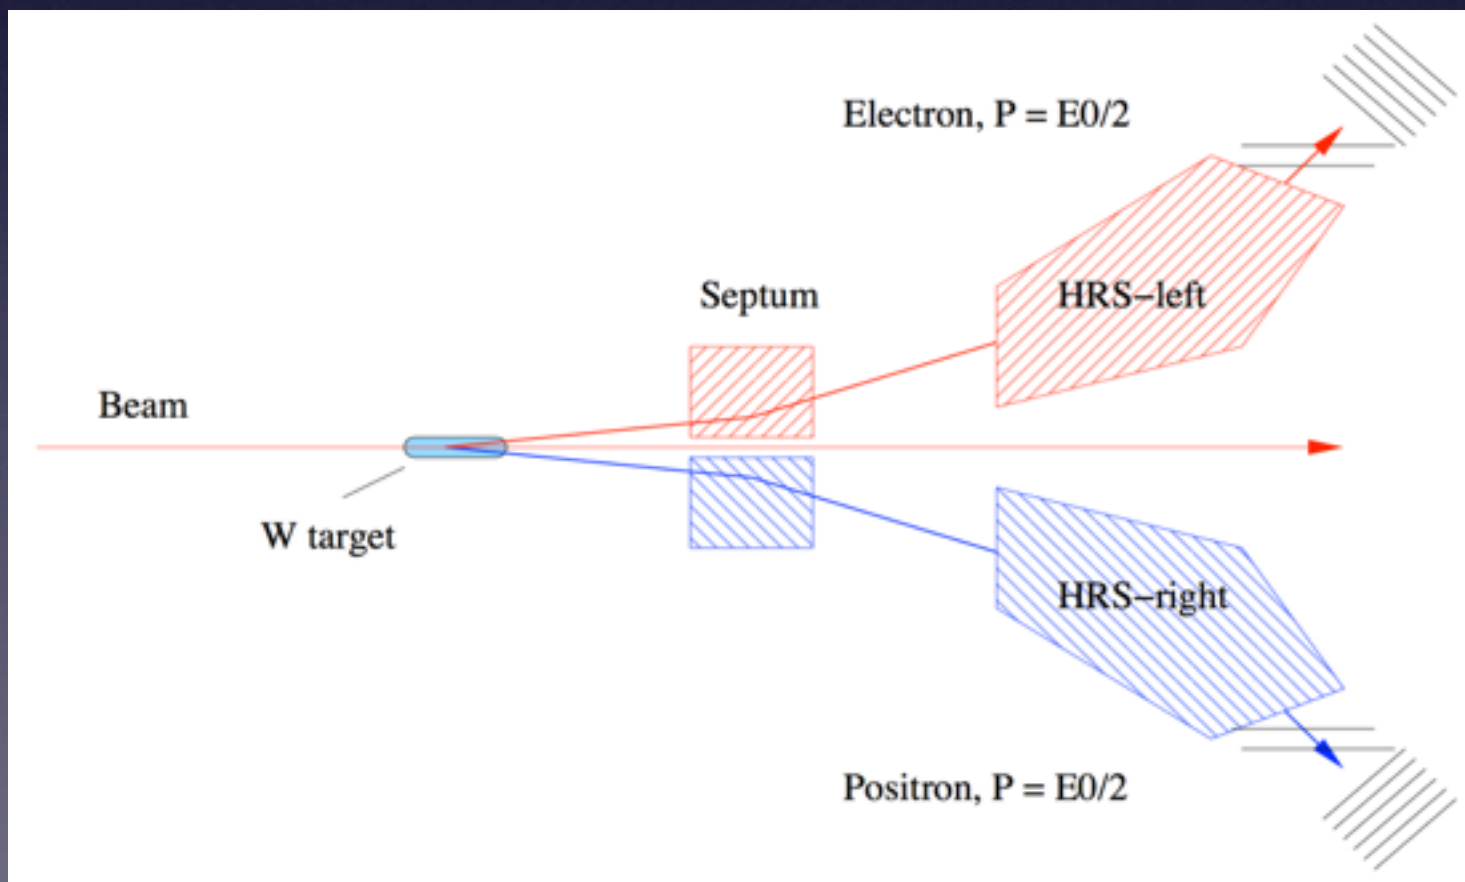 Electron, P = E0/2
Septum
HRS–left
Beam
W target
HRS–right
Positron, P = E0/2